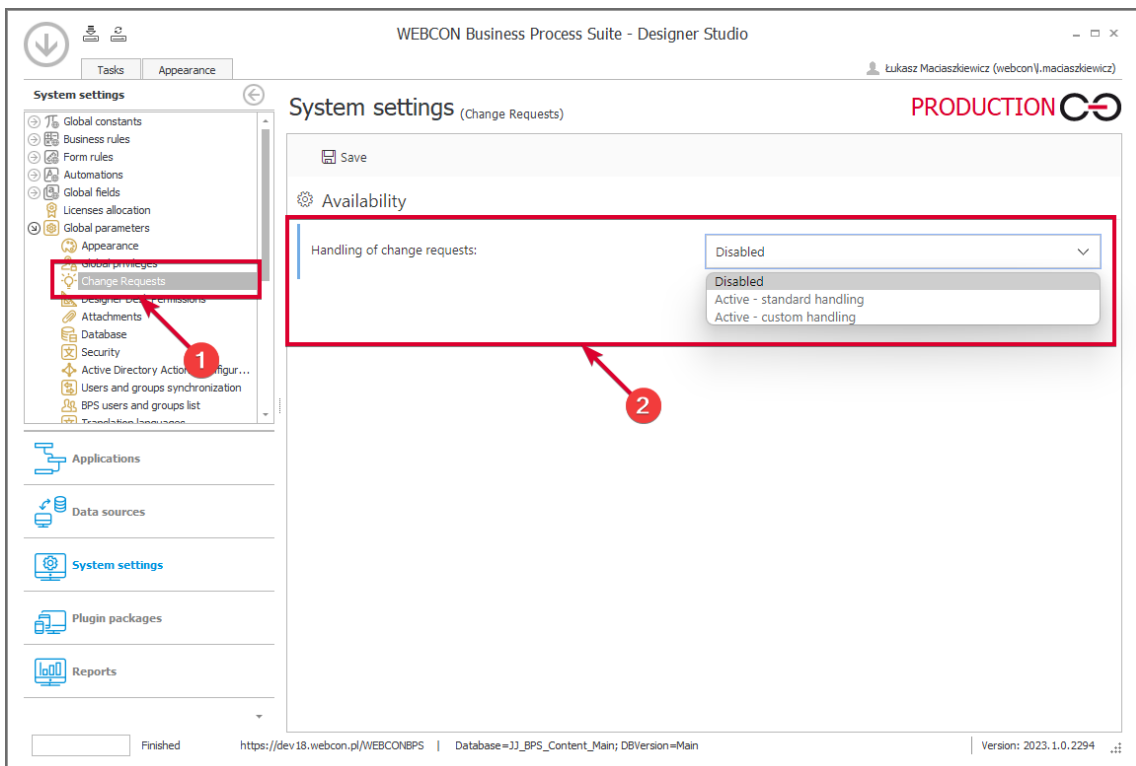 WEBCON Business Process Suite - Designer Studio
Tasks
Appearance
Łukasz Maciaszkiewicz (webcon\l.maciaszkiewicz)
System settings
Global constants
Business rules
Form rules
Automations
Global fields
Licenses allocation
Global parameters
Appearance
Global privileges
Change Requests
Designer Desk Permissions
Attachments
Database
Security
Active Directory Action
figur...
Users and groups synchronization
BPS users and groups list
Translation languages
Applications
Data sources
System settings
Plugin packages
Reports
System settings (Change Requests)
PRODUCTION
Save
Availability
Handling of change requests:
Disabled
Disabled
Active - standard handling
Active - custom handling
1
2
Finished
https://dev18.webcon.pl/WEBCONBPS | Database=JJ_BPS_Content_Main; DBVersion=Main
Version: 2023.1.0.2294